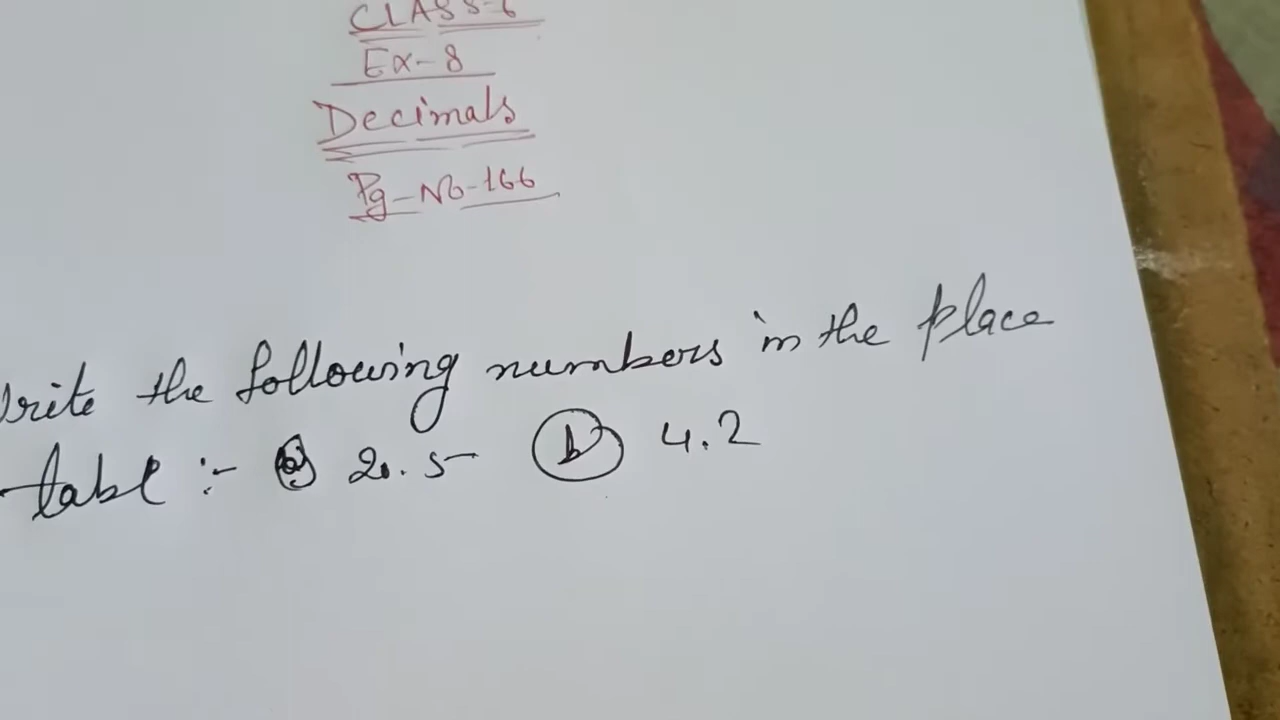 CLASS-6
Ex-8
Decimals
Pg-No-166
Write the following numbers in the place
table :- (a) 20.5 (b) 4.2